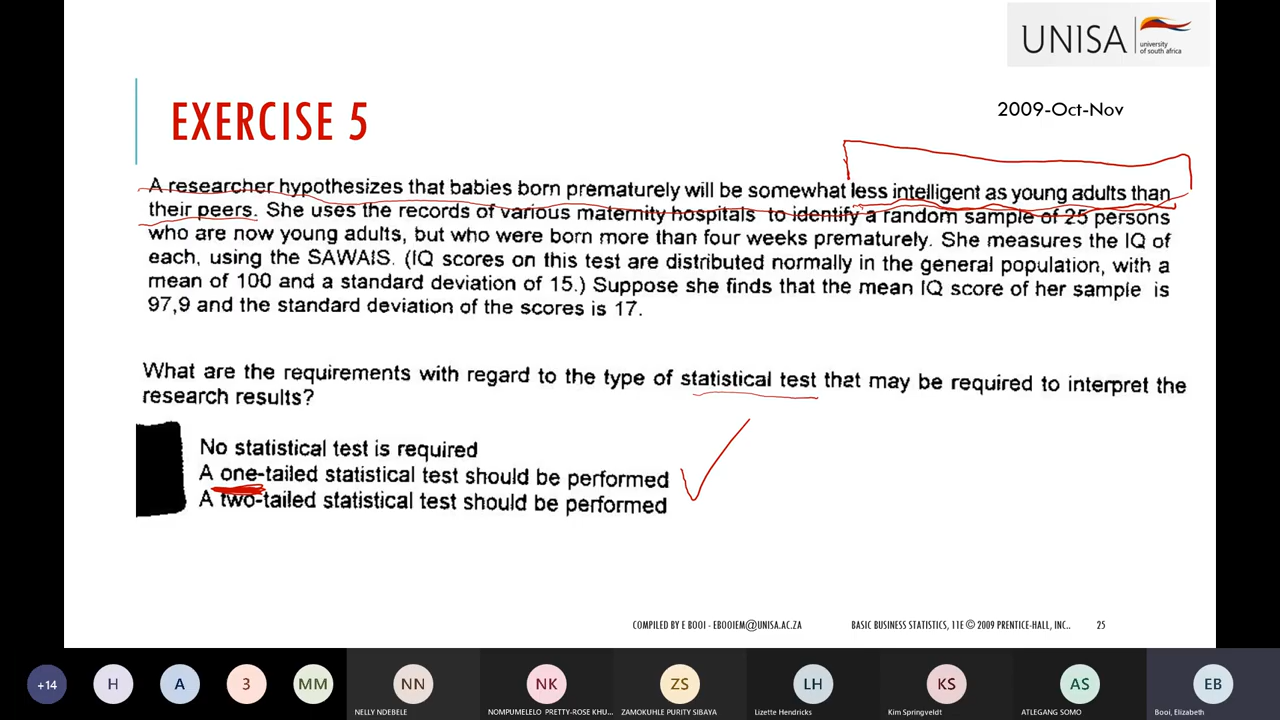 UNISA
university
of south africa
EXERCISE 5
2009-Oct-Nov
A researcher hypothesizes that babies born prematurely will be somewhat less intelligent as young adults than
their peers. She uses the records of various maternity hospitals to identify a random sample of 25 persons
who are now young adults, but who were born more than four weeks prematurely. She measures the IQ of
each, using the SAWAIS. (IQ scores on this test are distributed normally in the general population, with a
mean of 100 and a standard deviation of 15.) Suppose she finds that the mean IQ score of her sample is
97,9 and the standard deviation of the scores is 17.
What are the requirements with regard to the type of statistical test that may be required to interpret the
research results?
No statistical test is required
A one-tailed statistical test should be performed
A two-tailed statistical test should be performed
COMPILED BY E BOOI - EBOOIEM@UNISA.AC.ZA
BASIC BUSINESS STATISTICS, 11E © 2009 PRENTICE-HALL, INC..
25
+14
H
A
3
MM
NN
NK
ZS
LH
KS
AS
EB
NELLY NDEBELE
NOMPUMELELO PRETTY-ROSE KHU...
ZAMOKUHLE PURITY SIBAYA
Lizette Hendricks
Kim Springveldt
ATLEGANG SOMO
Booi, Elizabeth